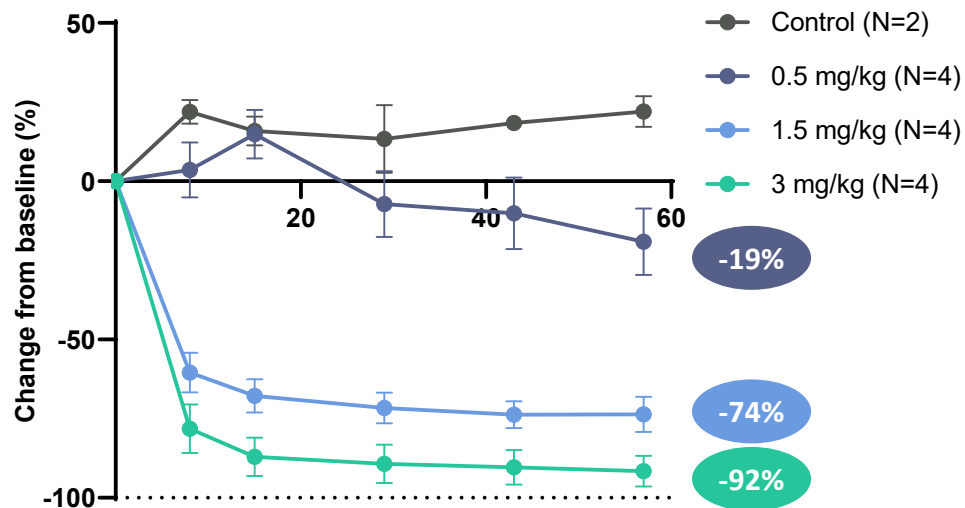 Change from baseline (%)
50
0
-50
-100
20
40
60
Control (N=2)
0.5 mg/kg (N=4)
1.5 mg/kg (N=4)
3 mg/kg (N=4)
-19%
-74%
-92%